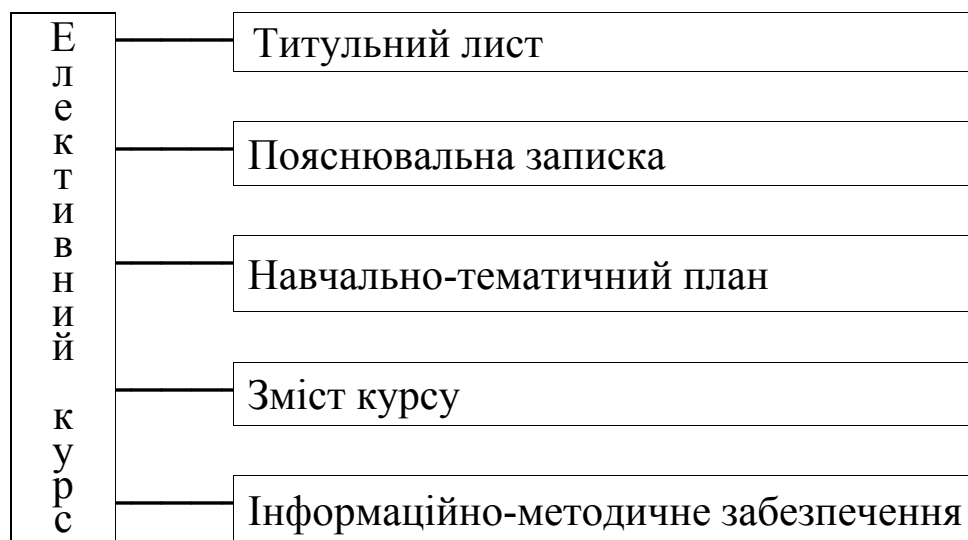 Елективний курс
Титульний лист
Пояснювальна записка
Навчально-тематичний план
Зміст курсу
Інформаційно-методичне забезпечення